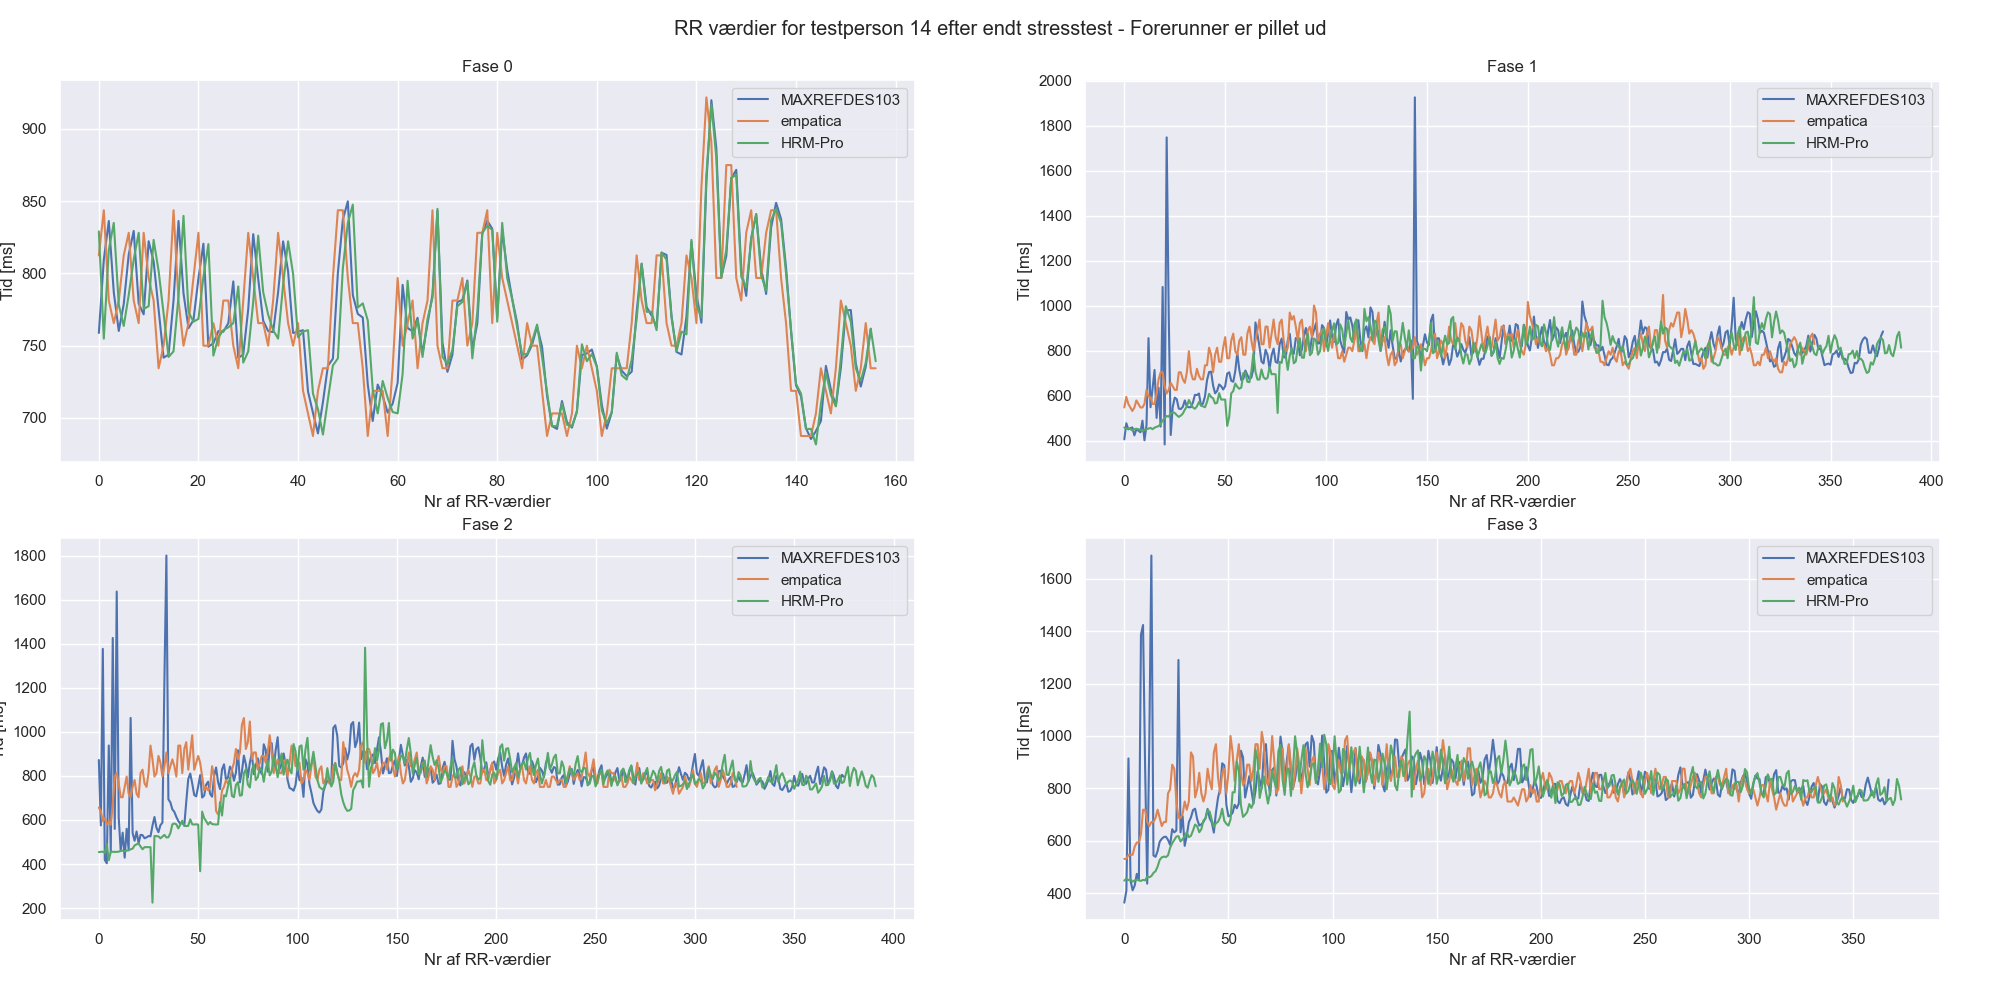 RR værdier for testperson 14 efter endt stresstest - Forerunner er pillet ud
Fase 0
MAXREFDES103
empatica
HRM-Pro
Tid [ms]
900
850
800
750
700
0 20 40 60 80 100 120 140 160
Nr af RR-værdier
Fase 1
MAXREFDES103
empatica
HRM-Pro
Tid [ms]
2000
1800
1600
1400
1200
1000
800
600
400
0 50 100 150 200 250 300 350 400
Nr af RR-værdier
Fase 2
MAXREFDES103
empatica
HRM-Pro
1800
1600
1400
1200
1000
800
600
400
200
0 50 100 150 200 250 300 350 400
Nr af RR-værdier
Fase 3
MAXREFDES103
empatica
HRM-Pro
Tid [ms]
1600
1400
1200
1000
800
600
400
0 50 100 150 200 250 300 350
Nr af RR-værdier